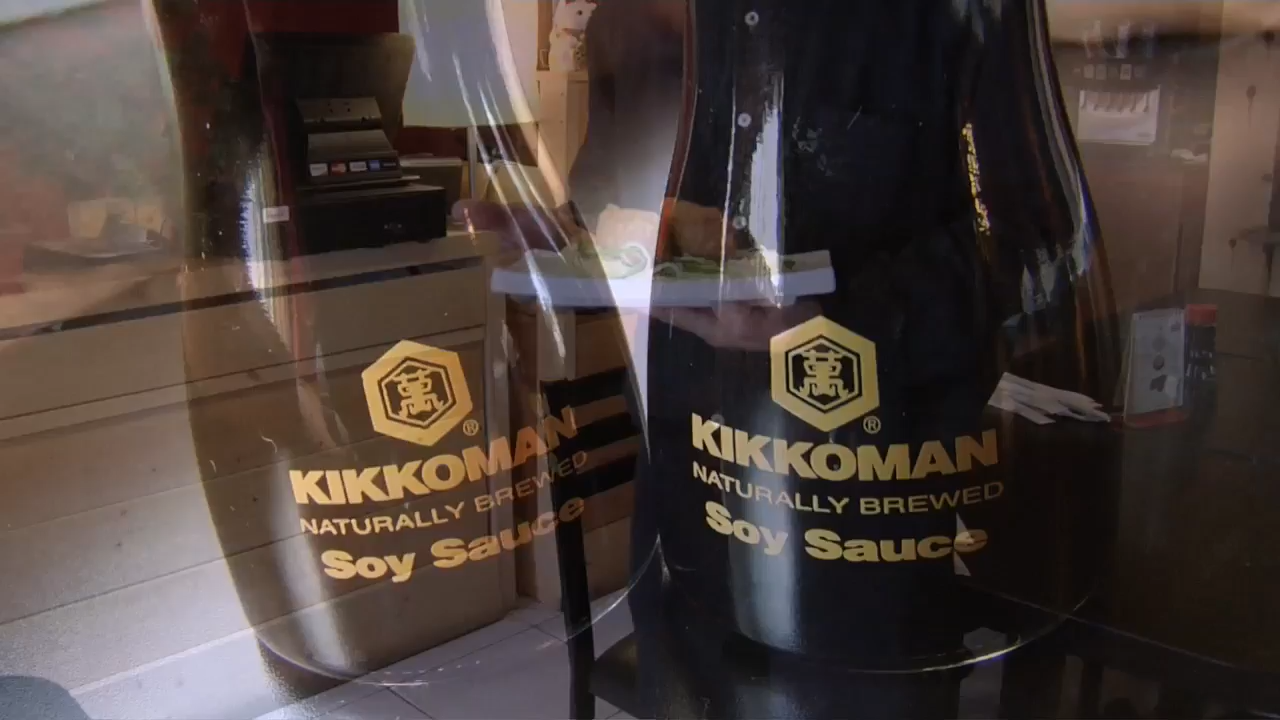 萬
®
KIKKOMAN
NATURALLY BREWED
Soy Sauce
萬
®
KIKKOMAN
NATURALLY BREWED
Soy Sauce